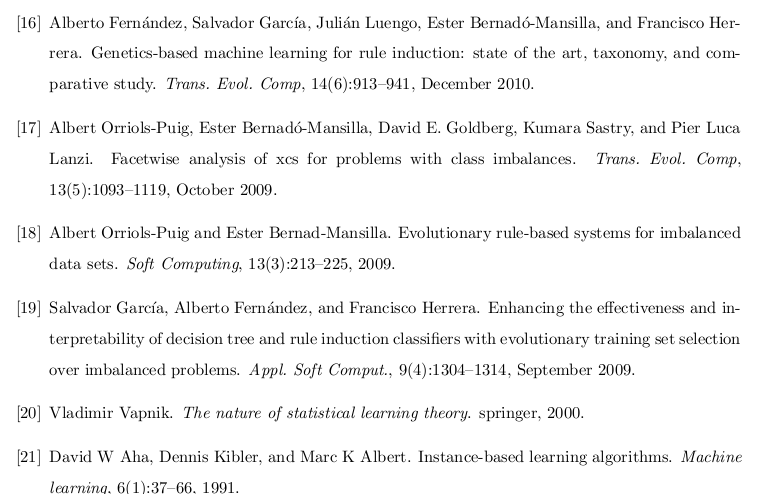 [16] Alberto Fernández, Salvador García, Julián Luengo, Ester Bernadó-Mansilla, and Francisco Her-
rera. Genetics-based machine learning for rule induction: state of the art, taxonomy, and com-
parative study. Trans. Evol. Comp, 14(6):913–941, December 2010.
[17] Albert Orriols-Puig, Ester Bernadó-Mansilla, David E. Goldberg, Kumara Sastry, and Pier Luca
Lanzi. Facetwise analysis of xcs for problems with class imbalances. Trans. Evol. Comp,
13(5):1093–1119, October 2009.
[18] Albert Orriols-Puig and Ester Bernad-Mansilla. Evolutionary rule-based systems for imbalanced
data sets. Soft Computing, 13(3):213–225, 2009.
[19] Salvador García, Alberto Fernández, and Francisco Herrera. Enhancing the effectiveness and in-
terpretability of decision tree and rule induction classifiers with evolutionary training set selection
over imbalanced problems. Appl. Soft Comput., 9(4):1304–1314, September 2009.
[20] Vladimir Vapnik. The nature of statistical learning theory. springer, 2000.
[21] David W Aha, Dennis Kibler, and Marc K Albert. Instance-based learning algorithms. Machine
learning, 6(1):37–66, 1991.